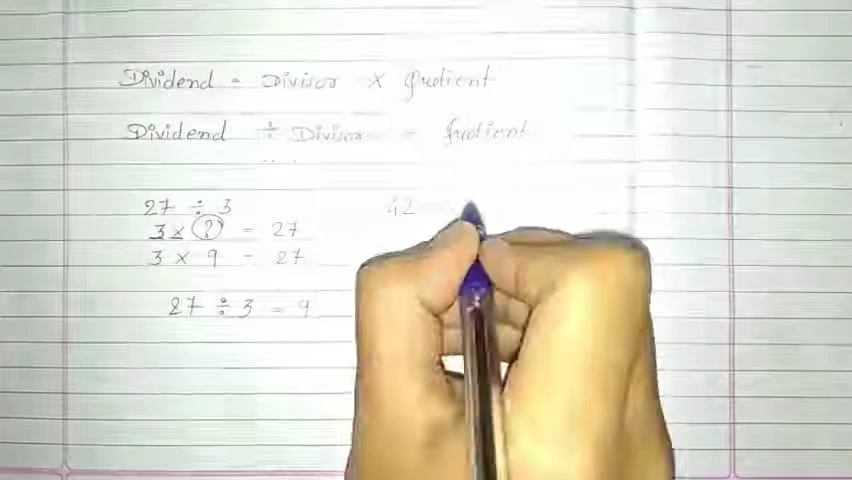 Dividend = Divisor × Quotient
Dividend ÷ Divisor = Quotient
27 ÷ 3
3 × ? = 27
3 × 9 = 27
27 ÷ 3 = 9
42